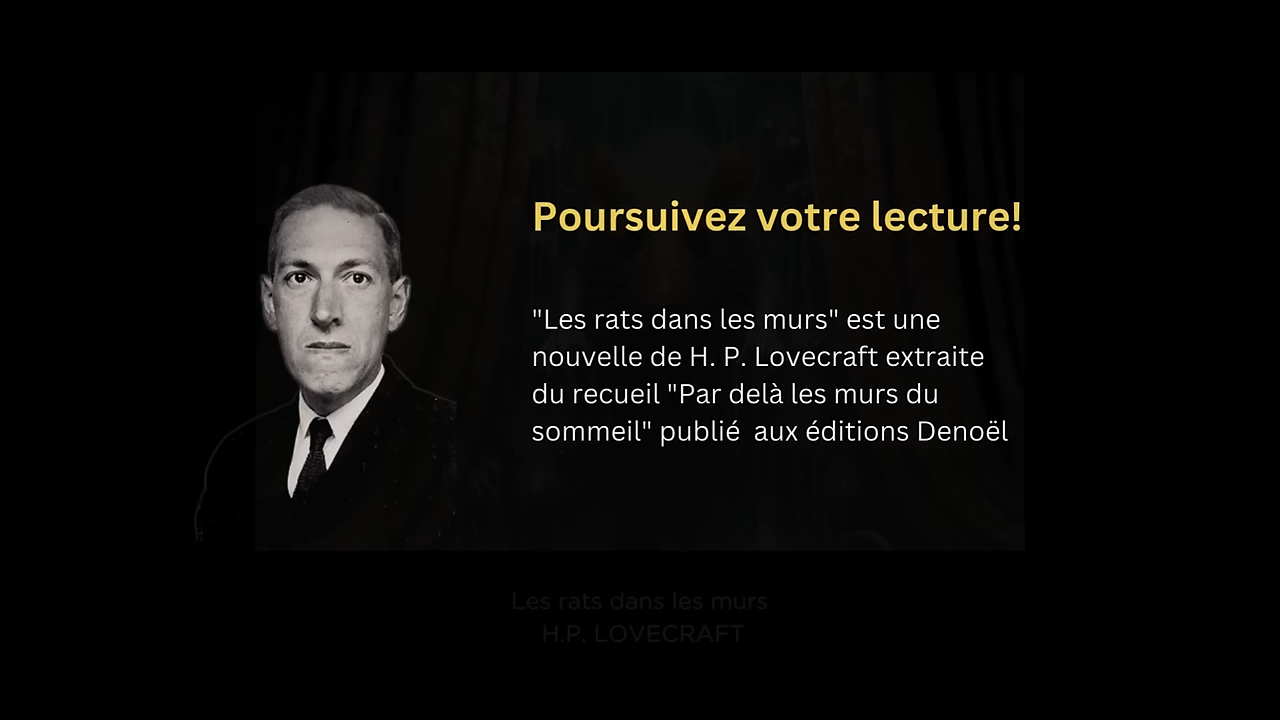 Poursuivez votre lecture!
"Les rats dans les murs" est une
nouvelle de H. P. Lovecraft extraite
du recueil "Par delà les murs du
sommeil" publié  aux éditions Denoël
Les rats dans les murs
H.P. LOVECRAFT